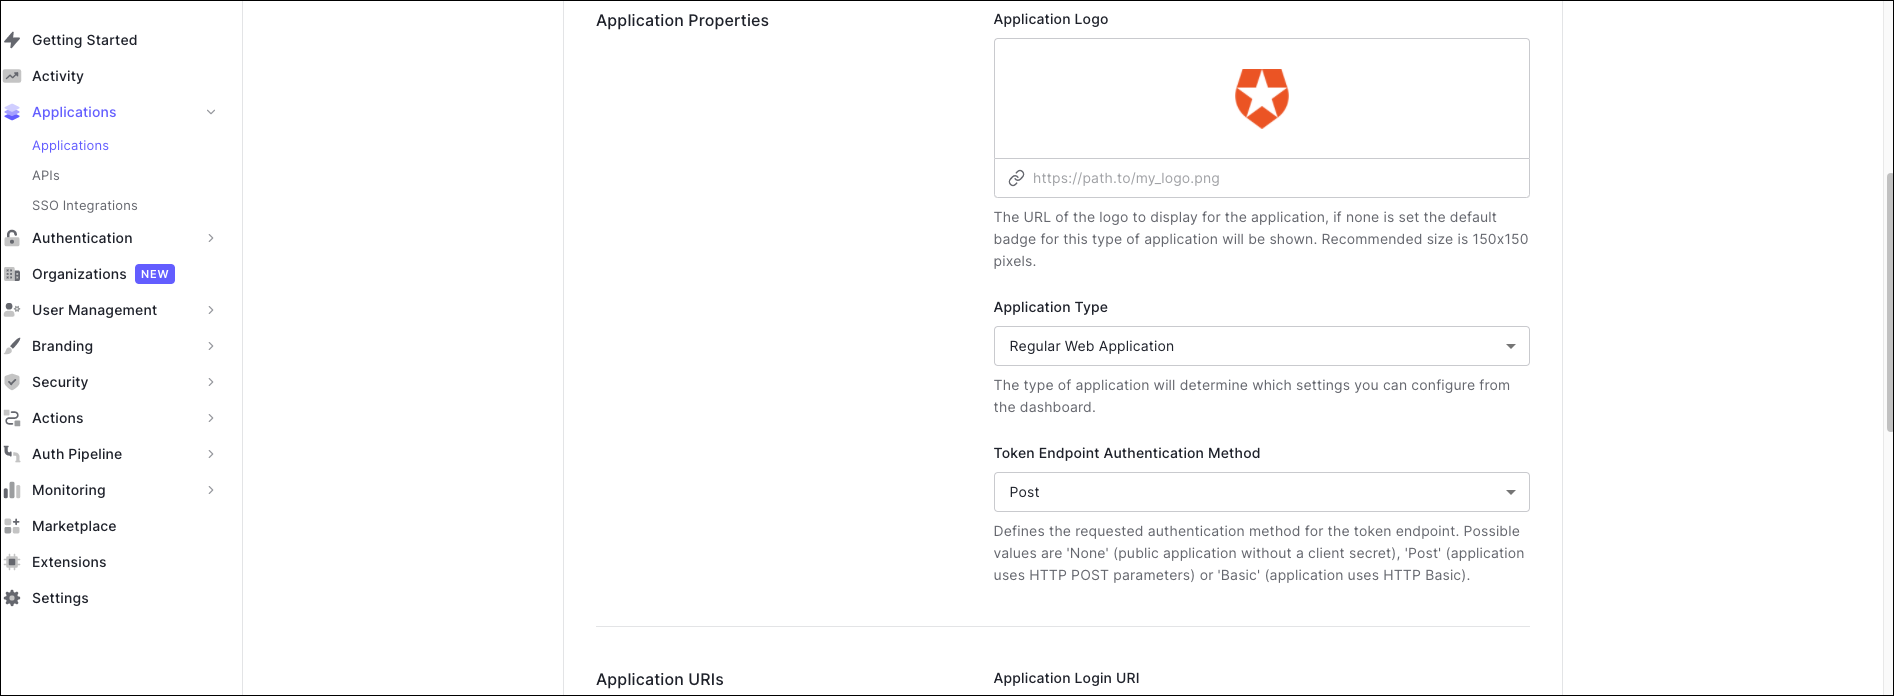 Getting Started
Activity
Applications
Applications
APIs
SSO Integrations
Authentication
Organizations NEW
User Management
Branding
Security
Actions
Auth Pipeline
Monitoring
Marketplace
Extensions
Settings
Application Properties
Application Logo
https://path.to/my_logo.png
The URL of the logo to display for the application, if none is set the default
badge for this type of application will be shown. Recommended size is 150x150
pixels.
Application Type
Regular Web Application
The type of application will determine which settings you can configure from
the dashboard.
Token Endpoint Authentication Method
Post
Defines the requested authentication method for the token endpoint. Possible
values are 'None' (public application without a client secret), 'Post' (application
uses HTTP POST parameters) or 'Basic' (application uses HTTP Basic).
Application URIs
Application Login URI